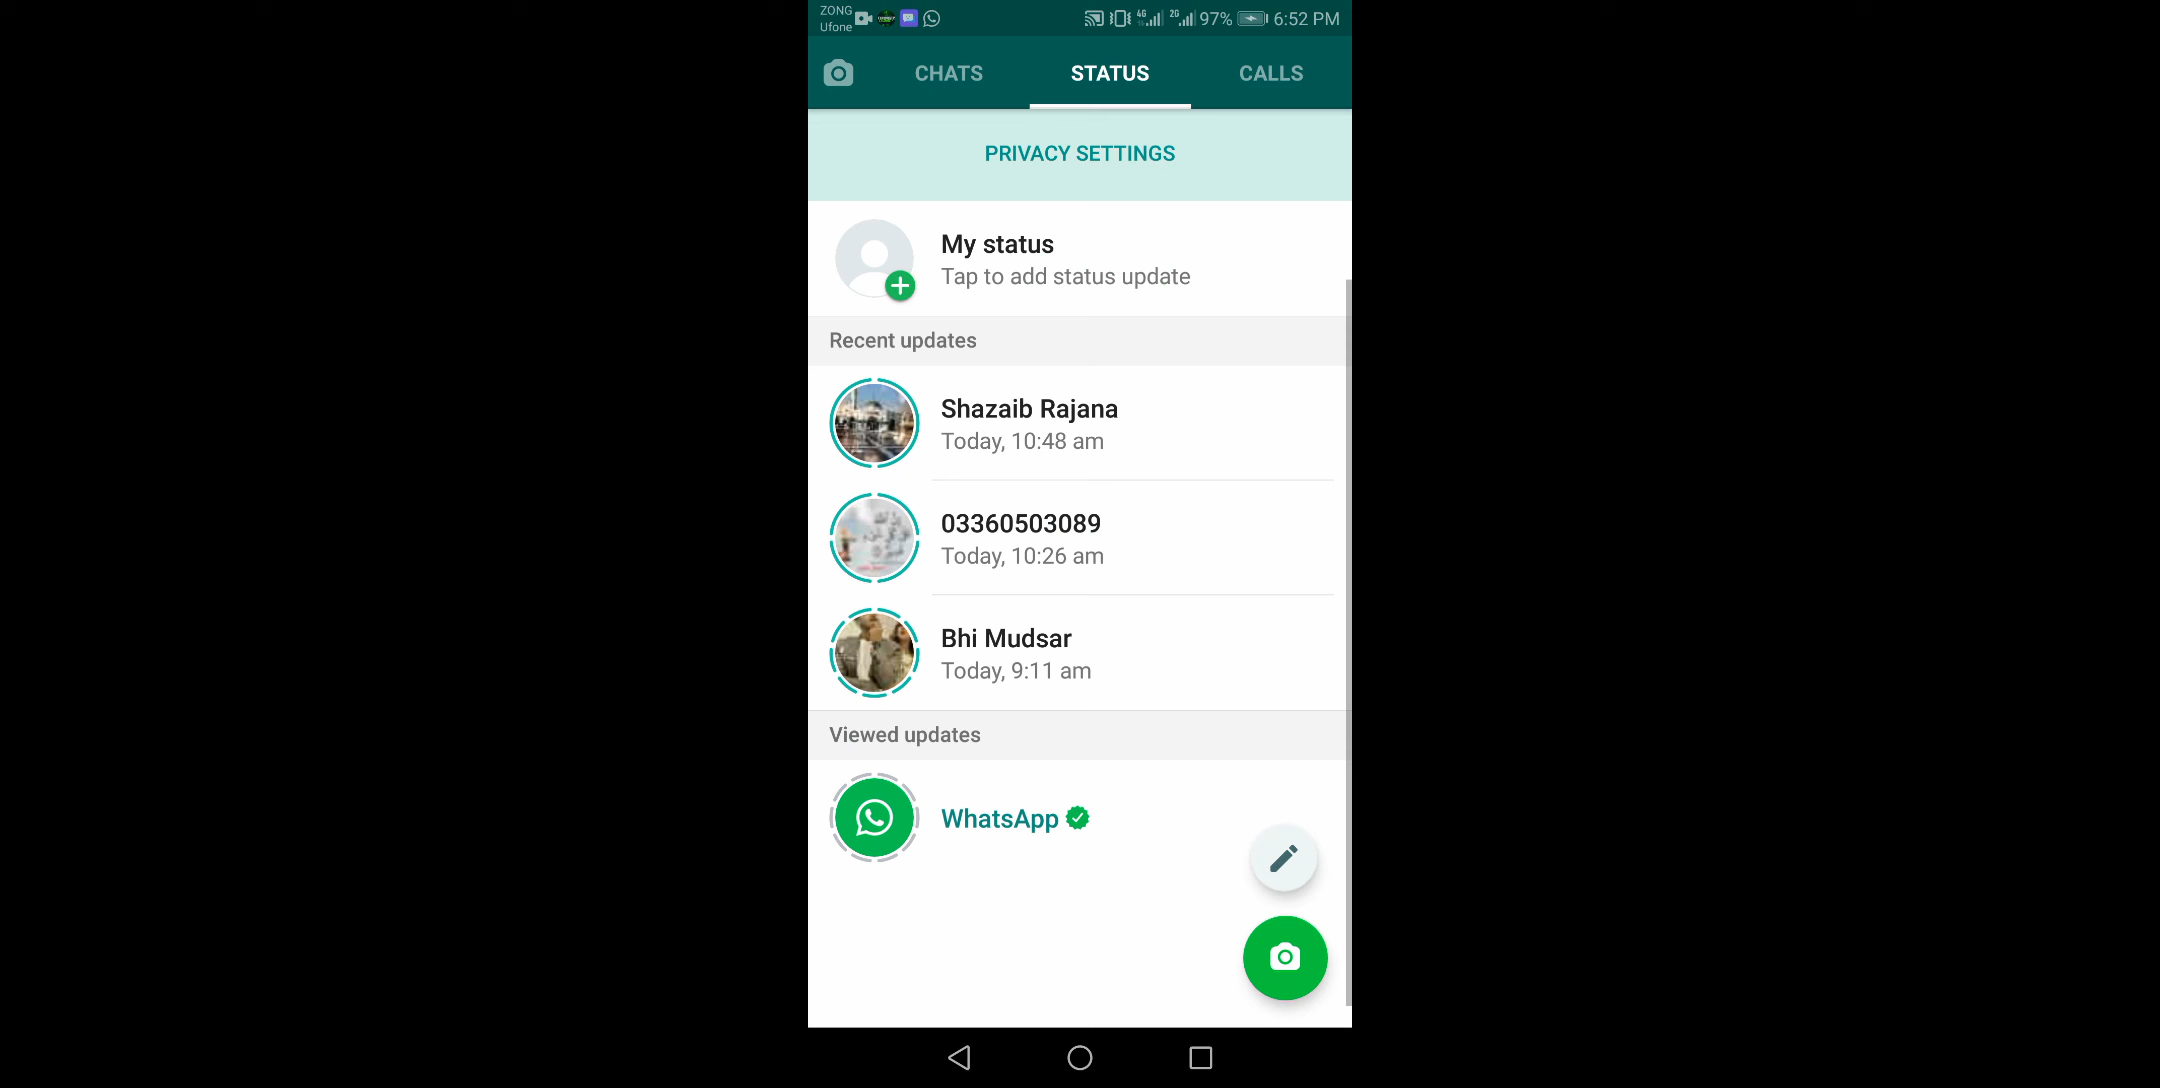 ZONG
Ufone
4G 2G 97% 6:52 PM
CHATS STATUS CALLS
PRIVACY SETTINGS
My status
Tap to add status update
Recent updates
Shazaib Rajana
Today, 10:48 am
03360503089
Today, 10:26 am
Bhi Mudsar
Today, 9:11 am
Viewed updates
WhatsApp